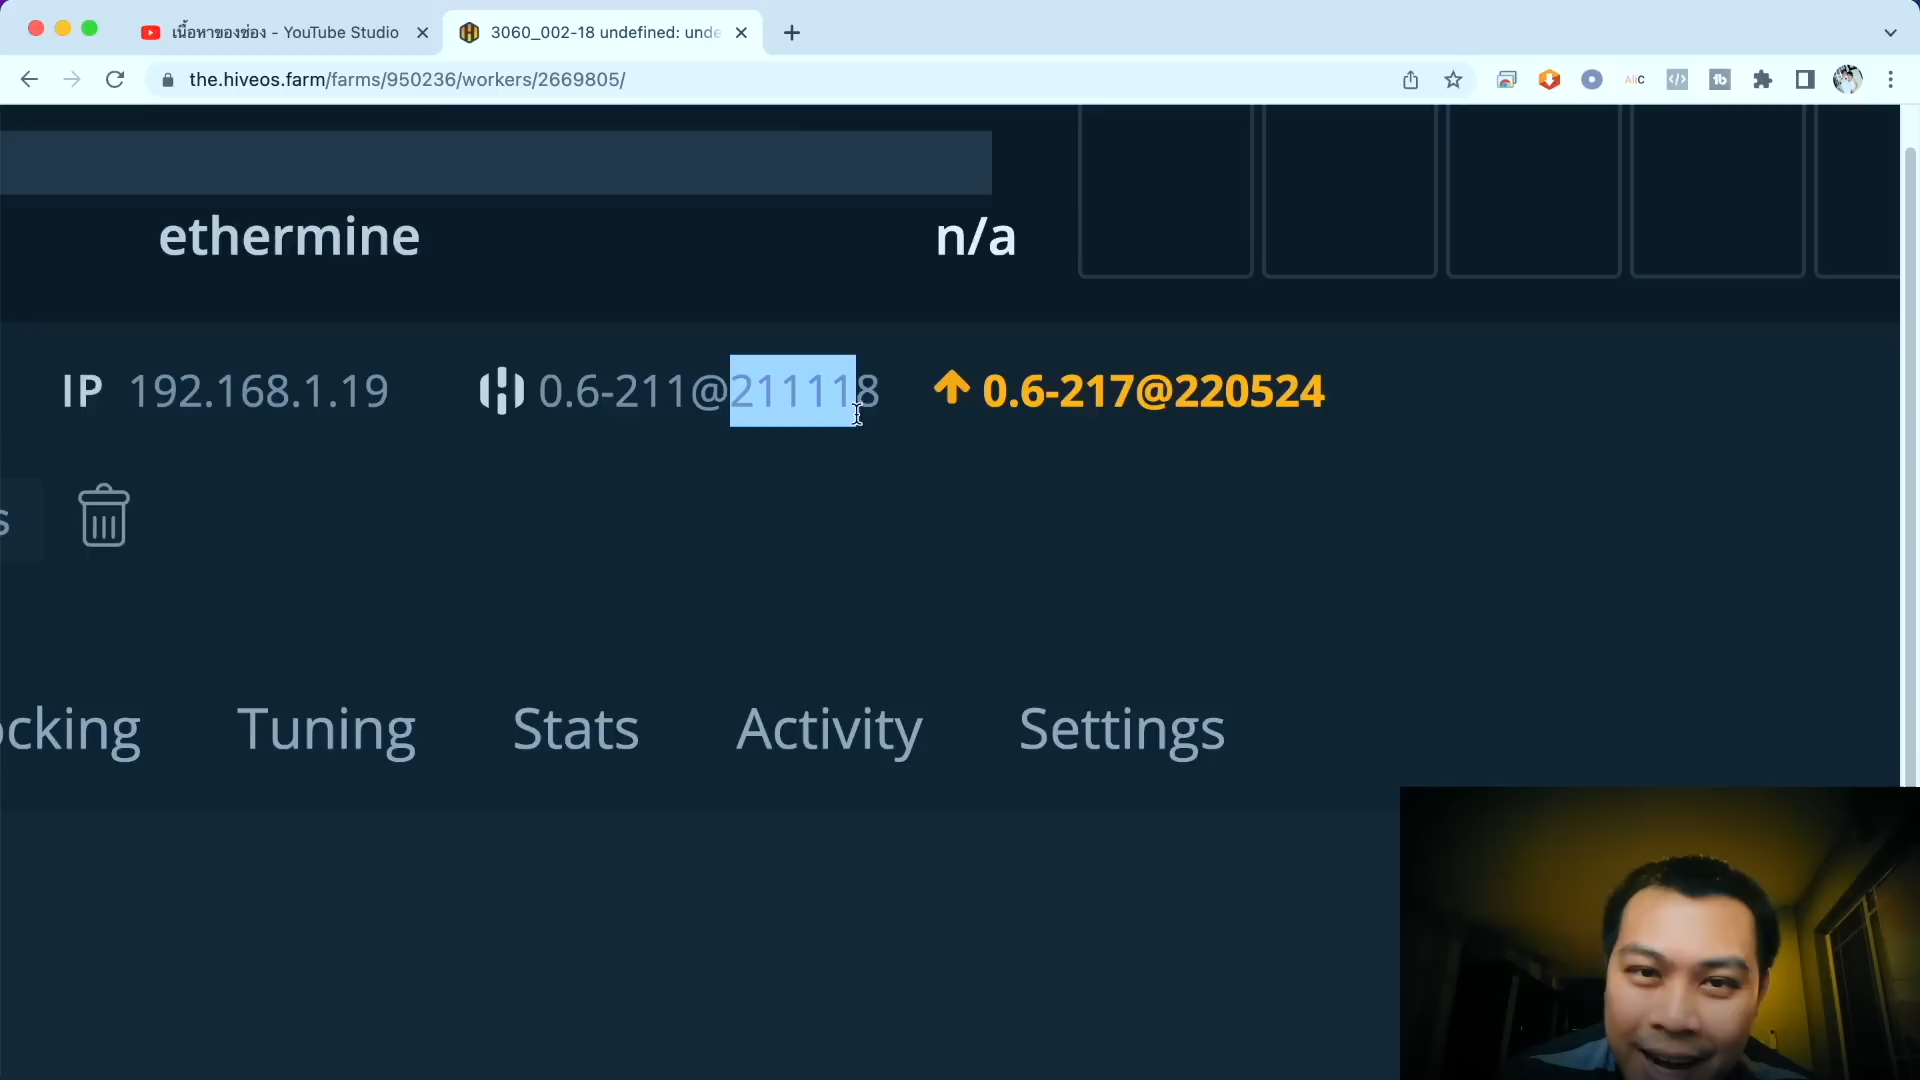 เนื้อหาของช่อง - YouTube Studio
3060_002-18 undefined: unde
the.hiveos.farm/farms/950236/workers/2669805/
AliC
ethermine n/a
IP 192.168.1.19 0.6-211@211118 0.6-217@220524
s
ocking Tuning Stats Activity Settings